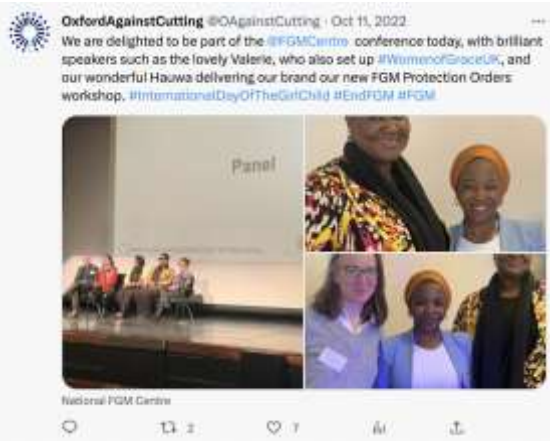 OxfordAgainstCutting @OAgainstCutting · Oct 11, 2022
We are delighted to be part of the @FGMCentre conference today, with brilliant
speakers such as the lovely Valerie, who also set up #WomenofGraceUK, and
our wonderful Hauwa delivering our brand our new FGM Protection Orders
workshop. #InternationalDayOfTheGirlChild #EndFGM #FGM
Panel
National FGM Centre
2 7